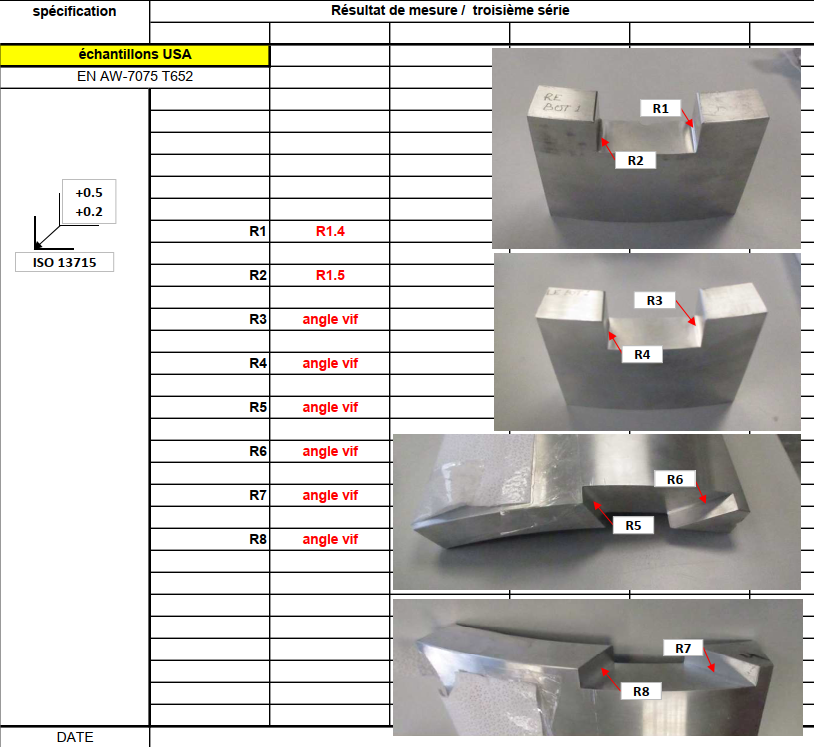 spécification
Résultat de mesure / troisième série
échantillons USA
EN AW-7075 T652
+0.5
+0.2
ISO 13715
R1 R1.4
R2 R1.5
R3 angle vif
R4 angle vif
R5 angle vif
R6 angle vif
R7 angle vif
R8 angle vif
RE
BOT 1
R1
R2
R3
R4
R6
R5
R7
R8
DATE